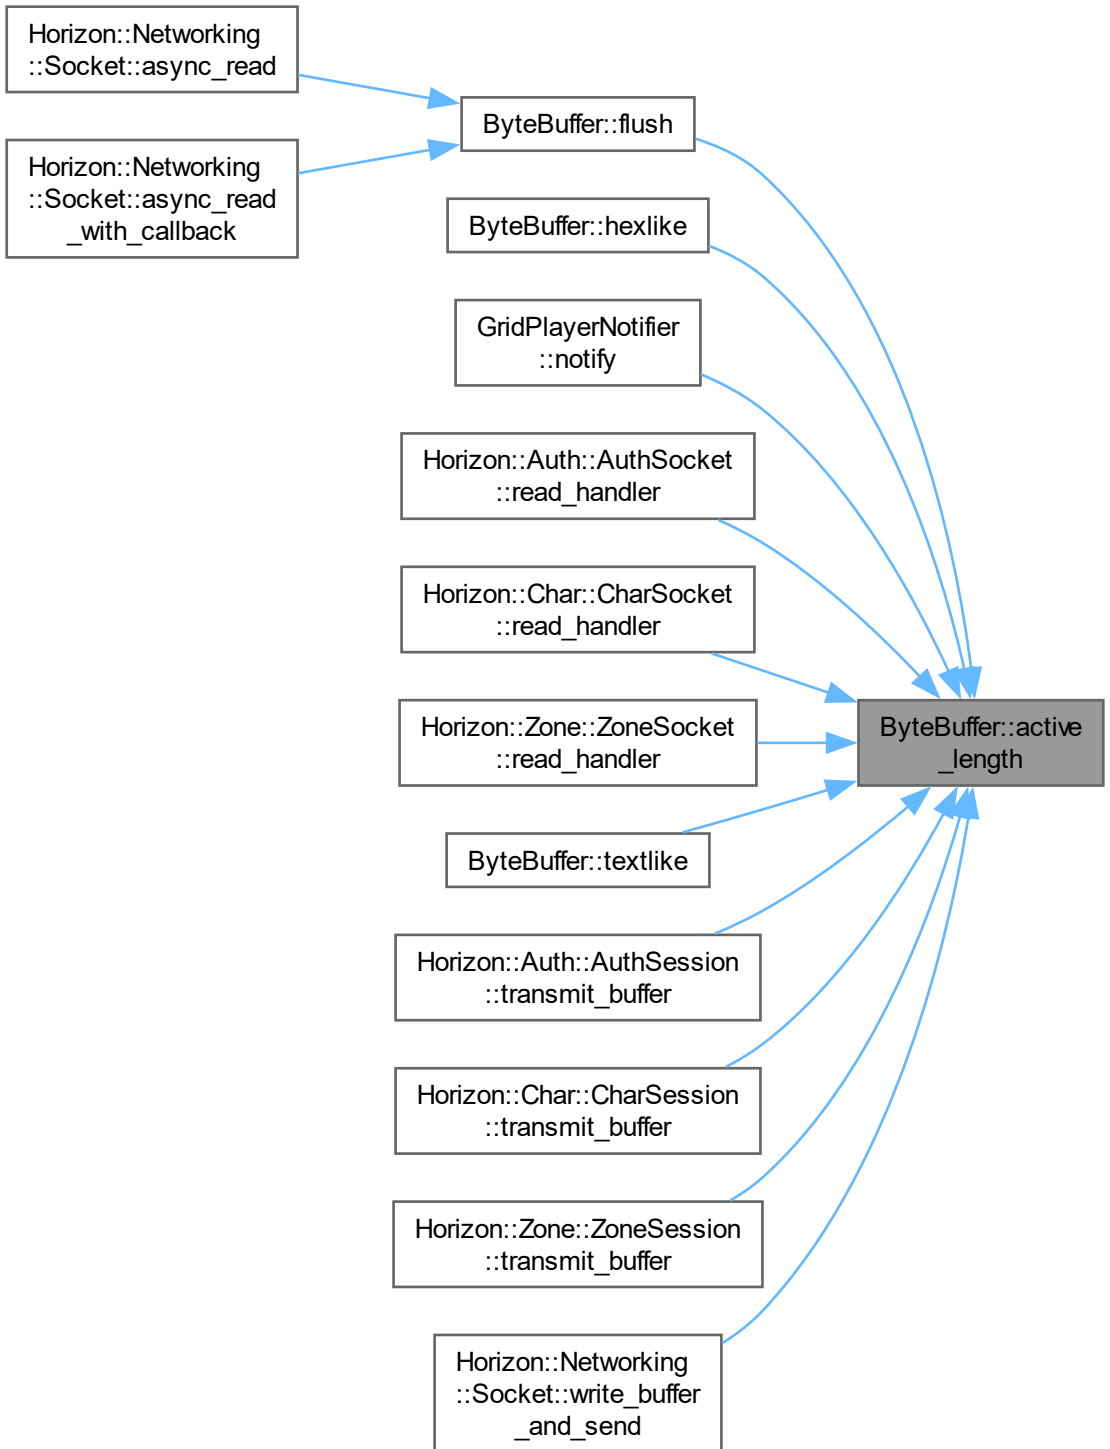 Horizon::Networking
::Socket::async_read
Horizon::Networking
::Socket::async_read
_with_callback
ByteBuffer::flush
ByteBuffer::hexlike
GridPlayerNotifier
::notify
Horizon::Auth::AuthSocket
::read_handler
Horizon::Char::CharSocket
::read_handler
Horizon::Zone::ZoneSocket
::read_handler
ByteBuffer::textlike
Horizon::Auth::AuthSession
::transmit_buffer
Horizon::Char::CharSession
::transmit_buffer
Horizon::Zone::ZoneSession
::transmit_buffer
Horizon::Networking
::Socket::write_buffer
_and_send
ByteBuffer::active
_length